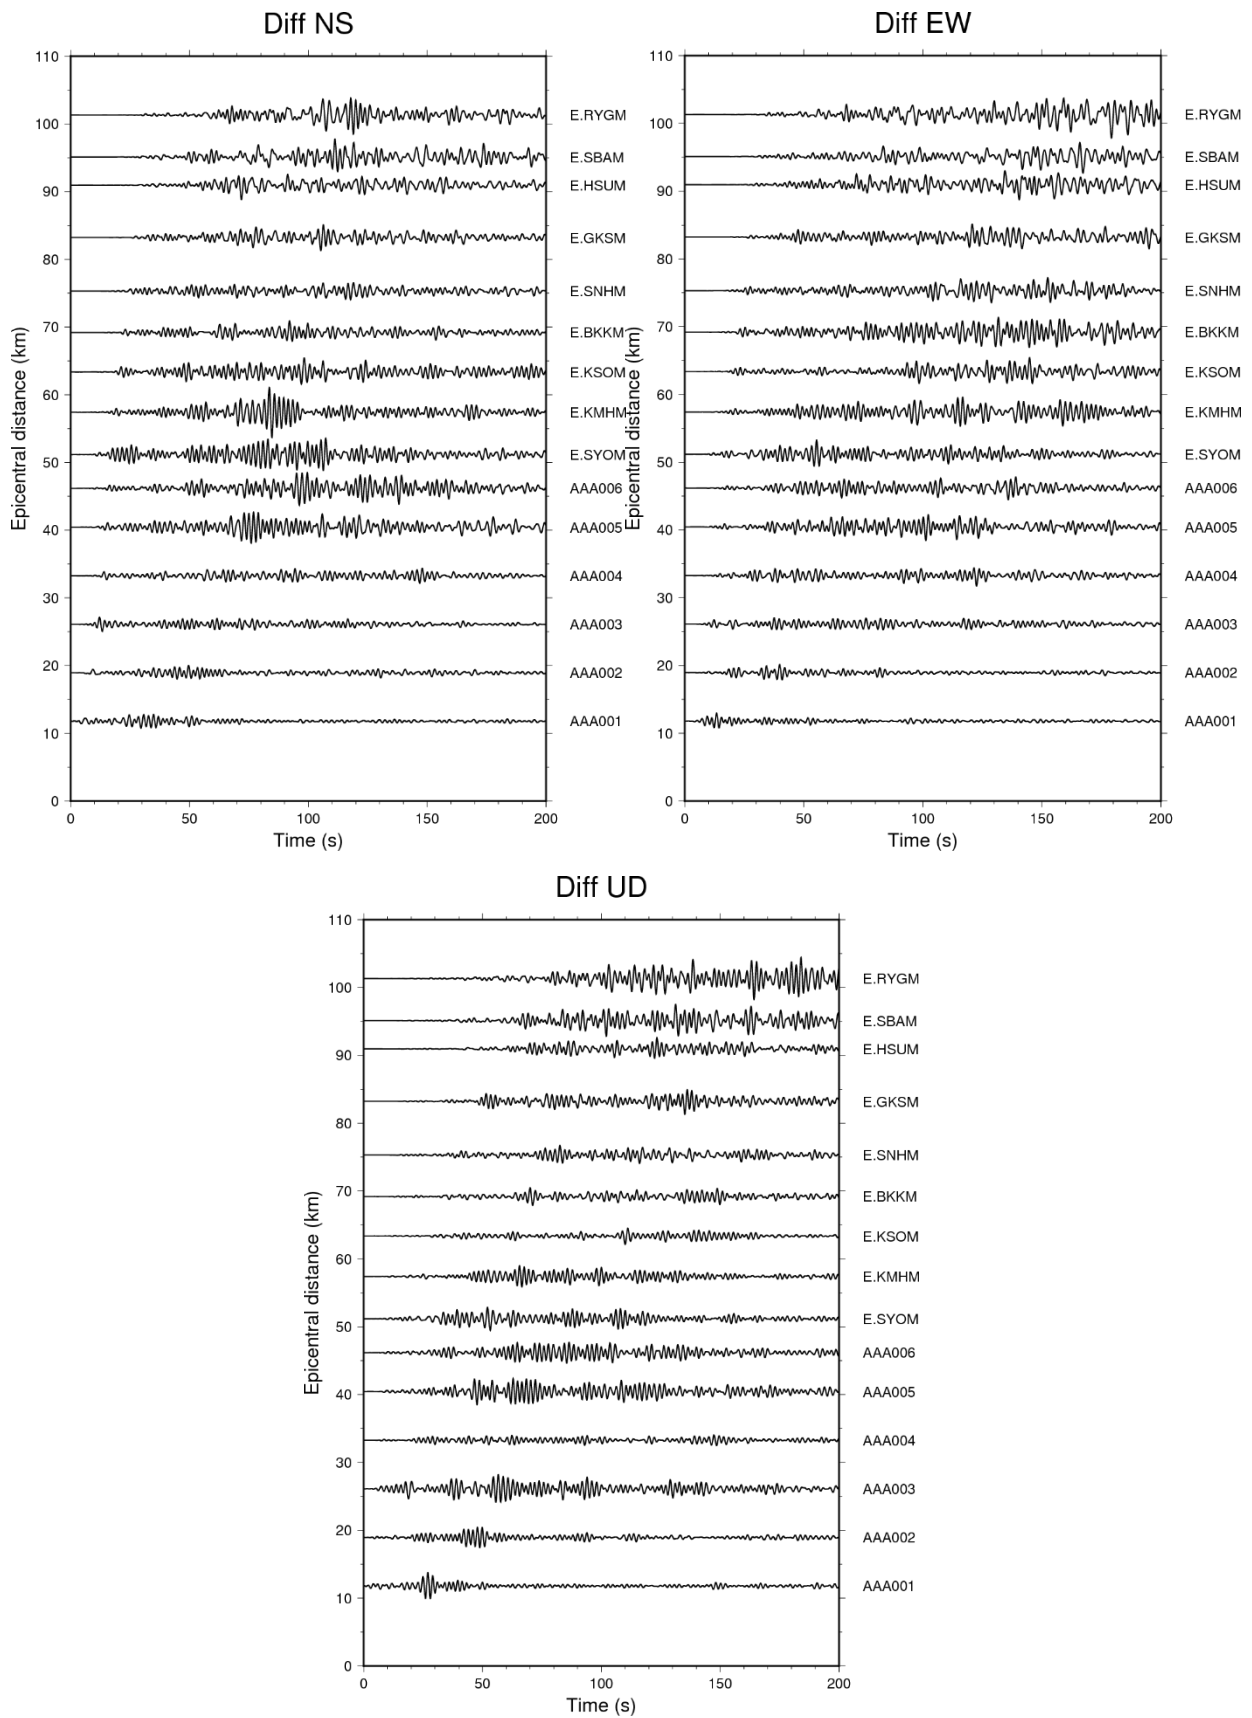 Diff NS
Diff EW
110
100
90
80
70
60
50
40
30
20
10
0
Epicentral distance (km)
E.RYGM
E.SBAM
E.HSUM
E.GKSM
E.SNHM
E.BKKM
E.KSOM
E.KMHM
E.SYOM
AAA006
AAA005
AAA004
AAA003
AAA002
AAA001
0 50 100 150 200
Time (s)
110
100
90
80
70
60
50
40
30
20
10
0
Epicentral distance (km)
E.RYGM
E.SBAM
E.HSUM
E.GKSM
E.SNHM
E.BKKM
E.KSOM
E.KMHM
E.SYOM
AAA006
AAA005
AAA004
AAA003
AAA002
AAA001
0 50 100 150 200
Time (s)
Diff UD
110
100
90
80
70
60
50
40
30
20
10
0
Epicentral distance (km)
E.RYGM
E.SBAM
E.HSUM
E.GKSM
E.SNHM
E.BKKM
E.KSOM
E.KMHM
E.SYOM
AAA006
AAA005
AAA004
AAA003
AAA002
AAA001
0 50 100 150 200
Time (s)